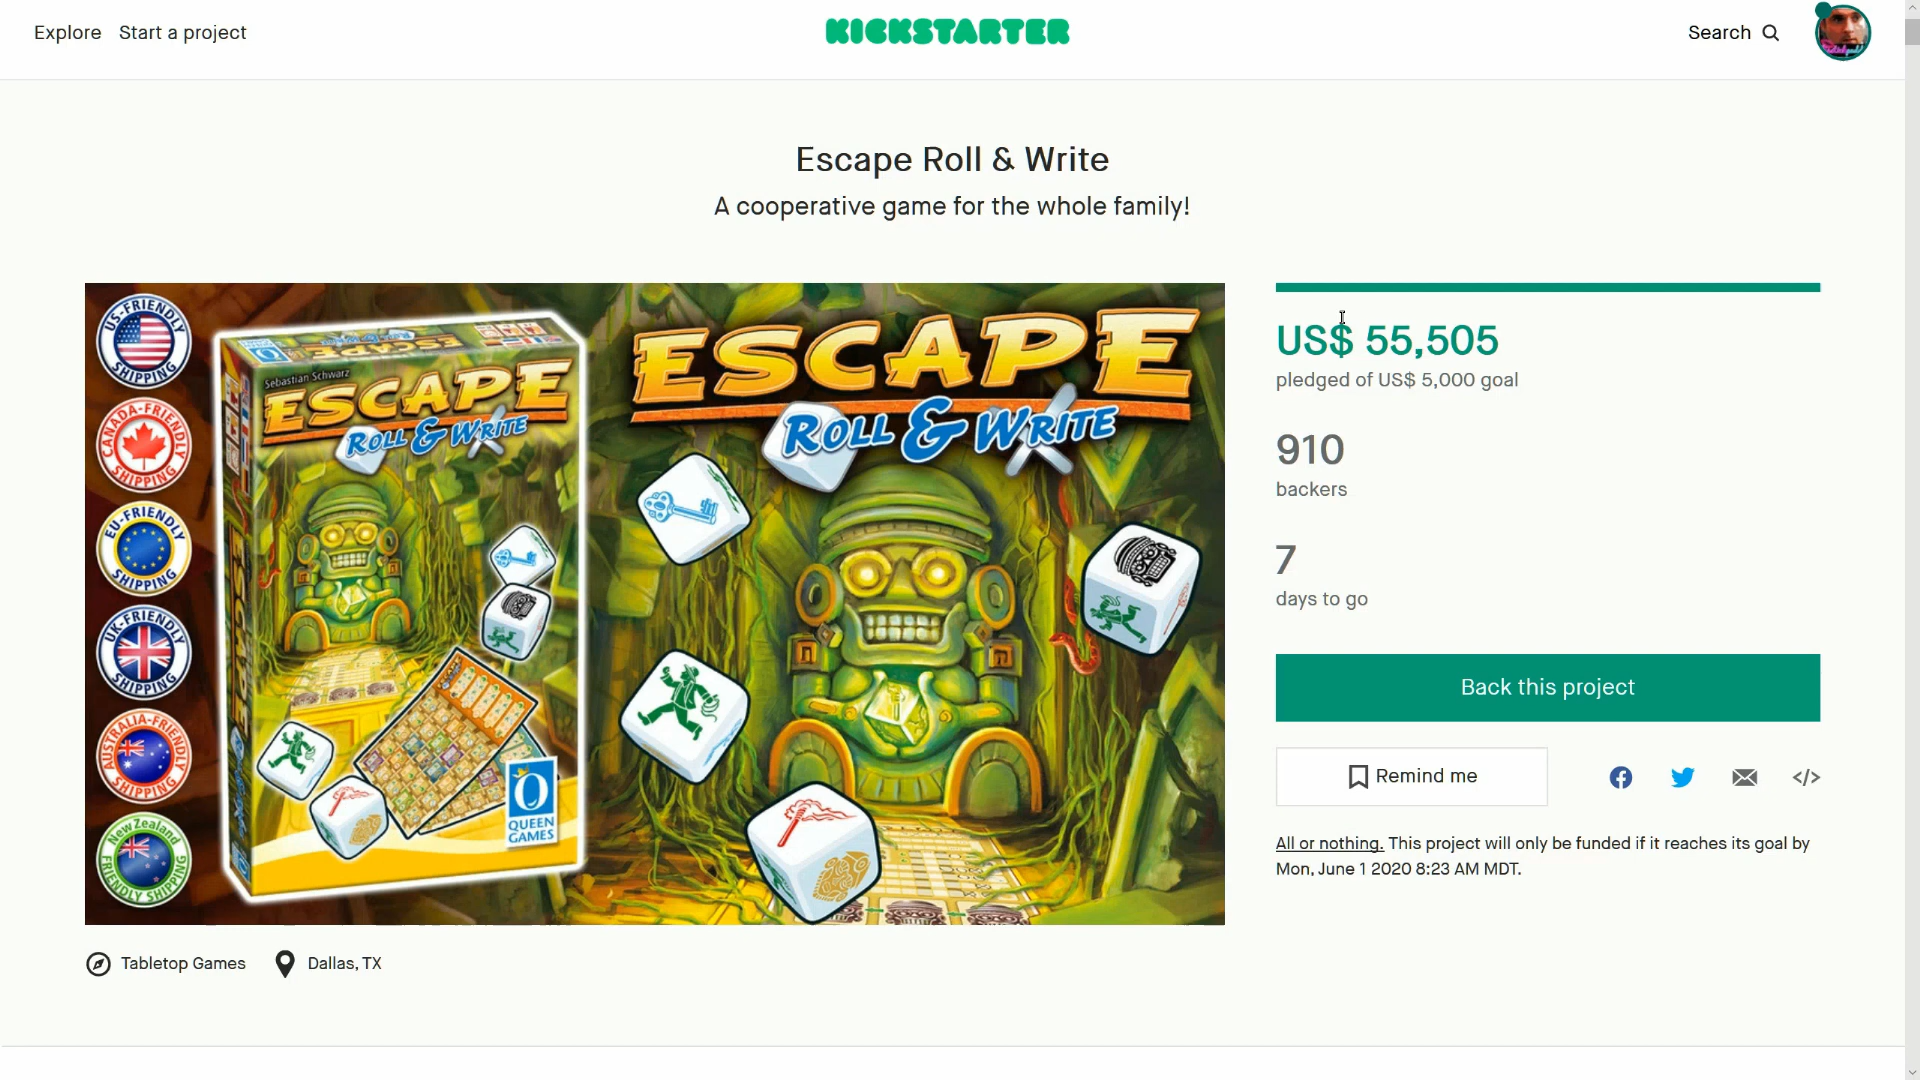 Explore Start a project
KICKSTARTER
Search
Escape Roll & Write
A cooperative game for the whole family!
US-FRIENDLY SHIPPING
CANADA-FRIENDLY SHIPPING
EU-FRIENDLY SHIPPING
UK-FRIENDLY SHIPPING
AUSTRALIA-FRIENDLY SHIPPING
New Zealand FRIENDLY SHIPPING
Sebastian Schwarz
ESCAPE
ROLL & WRITE
QUEEN
GAMES
ESCAPE
ROLL & WRITE
US$ 55,505
pledged of US$ 5,000 goal
910
backers
7
days to go
Back this project
Remind me
All or nothing. This project will only be funded if it reaches its goal by
Mon, June 1 2020 8:23 AM MDT.
Tabletop Games Dallas, TX